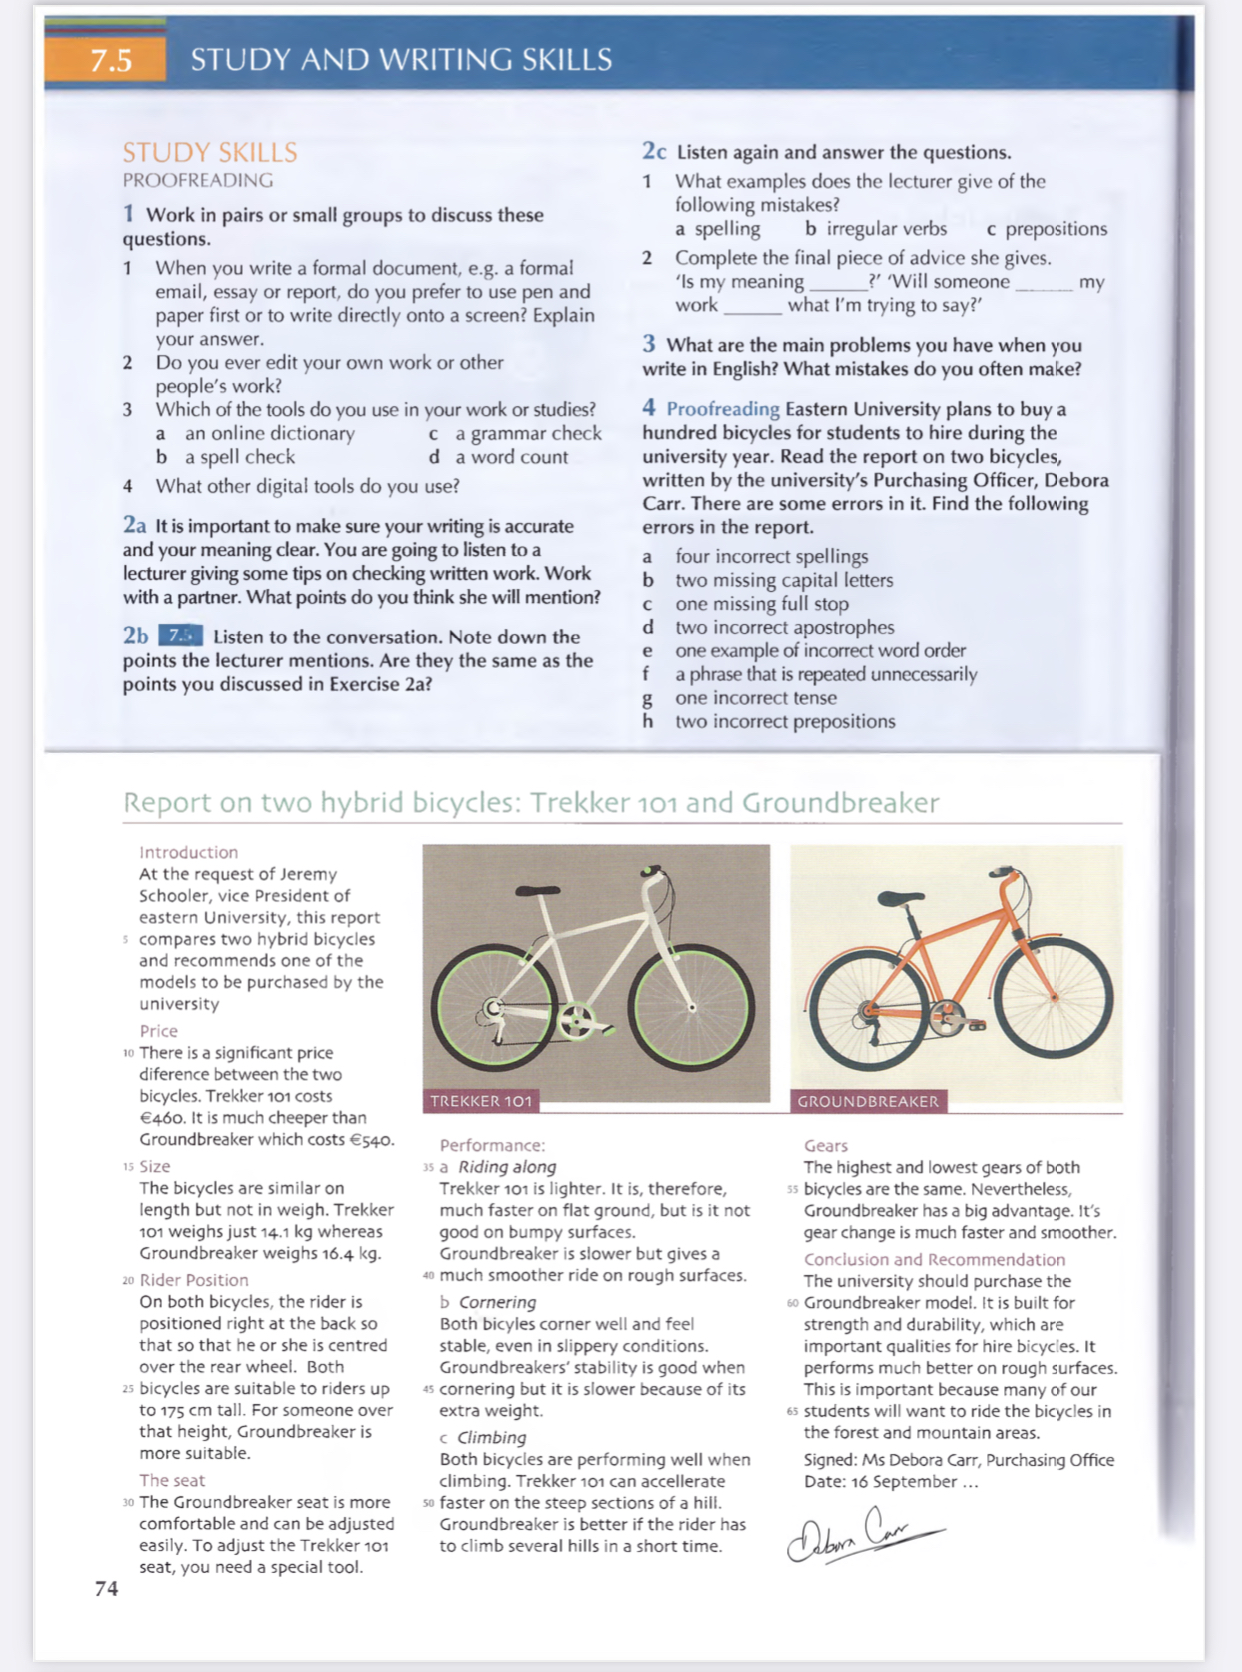 7.5 STUDY AND WRITING SKILLS
STUDY SKILLS
PROOFREADING
1 Work in pairs or small groups to discuss these
questions.
1 When you write a formal document, e.g. a formal
email, essay or report, do you prefer to use pen and
paper first or to write directly onto a screen? Explain
your answer.
2 Do you ever edit your own work or other
people's work?
3 Which of the tools do you use in your work or studies?
a an online dictionary c a grammar check
b a spell check d a word count
4 What other digital tools do you use?
2a It is important to make sure your writing is accurate
and your meaning clear. You are going to listen to a
lecturer giving some tips on checking written work. Work
with a partner. What points do you think she will mention?
2b Listen to the conversation. Note down the
points the lecturer mentions. Are they the same as the
points you discussed in Exercise 2a?
2c Listen again and answer the questions.
1 What examples does the lecturer give of the
following mistakes?
a spelling b irregular verbs c prepositions
2 Complete the final piece of advice she gives.
'Is my meaning ______?' 'Will someone ______ my
work ______ what I'm trying to say?'
3 What are the main problems you have when you
write in English? What mistakes do you often make?
4 Proofreading Eastern University plans to buy a
hundred bicycles for students to hire during the
university year. Read the report on two bicycles,
written by the university's Purchasing Officer, Debora
Carr. There are some errors in it. Find the following
errors in the report.
a four incorrect spellings
b two missing capital letters
c one missing full stop
d two incorrect apostrophes
e one example of incorrect word order
f a phrase that is repeated unnecessarily
g one incorrect tense
h two incorrect prepositions
Report on two hybrid bicycles: Trekker 101 and Groundbreaker
Introduction
At the request of Jeremy
Schooler, vice President of
eastern University, this report
5 compares two hybrid bicycles
and recommends one of the
models to be purchased by the
university
Price
10 There is a significant price
diference between the two
bicycles. Trekker 101 costs
€460. It is much cheeper than
Groundbreaker which costs €540.
15 Size
The bicycles are similar on
length but not in weigh. Trekker
101 weighs just 14.1 kg whereas
Groundbreaker weighs 16.4 kg.
20 Rider Position
On both bicycles, the rider is
positioned right at the back so
that so that he or she is centred
over the rear wheel. Both
25 bicycles are suitable to riders up
to 175 cm tall. For someone over
that height, Groundbreaker is
more suitable.
The seat
30 The Groundbreaker seat is more
comfortable and can be adjusted
easily. To adjust the Trekker 101
seat, you need a special tool.
TREKKER 101
GROUNDBREAKER
Performance:
35 a Riding along
Trekker 101 is lighter. It is, therefore,
much faster on flat ground, but is it not
good on bumpy surfaces.
Groundbreaker is slower but gives a
40 much smoother ride on rough surfaces.
b Cornering
Both bicyles corner well and feel
stable, even in slippery conditions.
Groundbreakers' stability is good when
45 cornering but it is slower because of its
extra weight.
c Climbing
Both bicycles are performing well when
climbing. Trekker 101 can accellerate
50 faster on the steep sections of a hill.
Groundbreaker is better if the rider has
to climb several hills in a short time.
Gears
The highest and lowest gears of both
55 bicycles are the same. Nevertheless,
Groundbreaker has a big advantage. It's
gear change is much faster and smoother.
Conclusion and Recommendation
The university should purchase the
60 Groundbreaker model. It is built for
strength and durability, which are
important qualities for hire bicycles. It
performs much better on rough surfaces.
This is important because many of our
65 students will want to ride the bicycles in
the forest and mountain areas.
Signed: Ms Debora Carr, Purchasing Office
Date: 16 September ...
Debora Carr
74